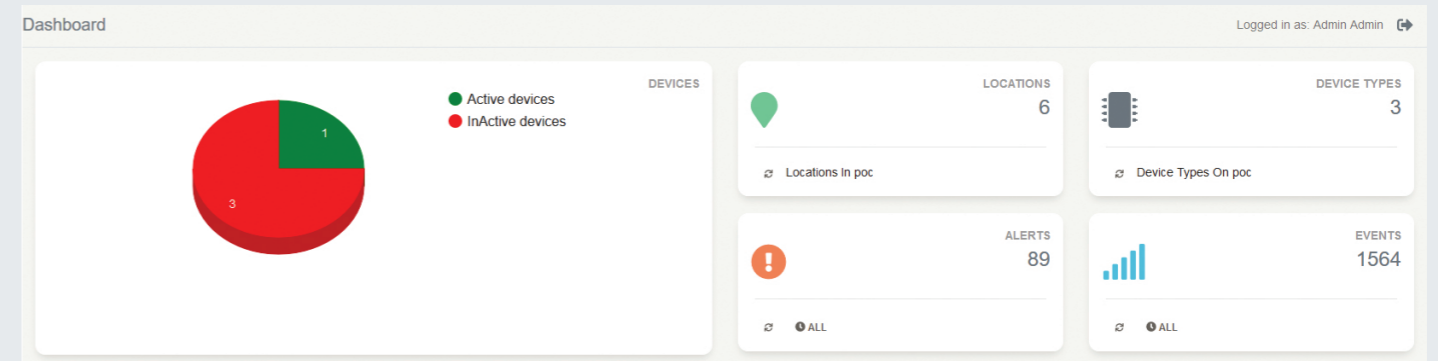 Dashboard
Logged in as: Admin Admin
DEVICES
Active devices
InActive devices
1
3
LOCATIONS
6
Locations In poc
DEVICE TYPES
3
Device Types On poc
ALERTS
89
ALL
EVENTS
1564
ALL